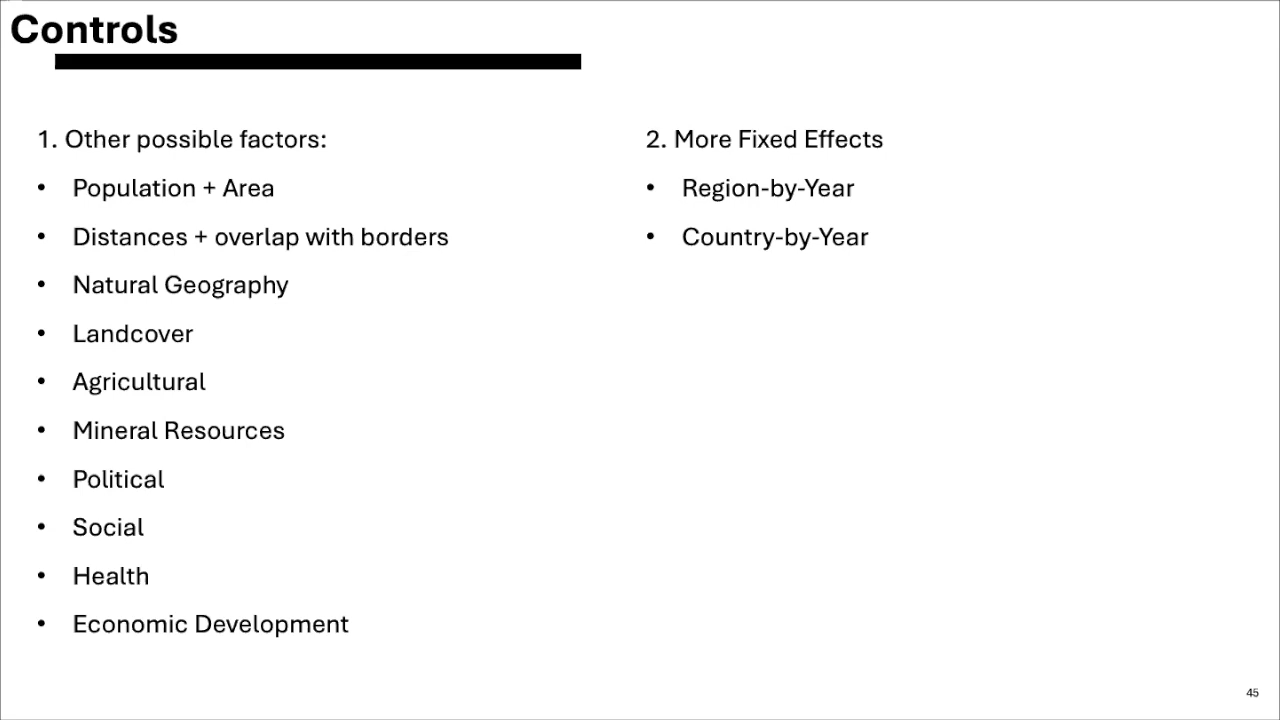 Controls
1. Other possible factors:
• Population + Area
• Distances + overlap with borders
• Natural Geography
• Landcover
• Agricultural
• Mineral Resources
• Political
• Social
• Health
• Economic Development
2. More Fixed Effects
• Region-by-Year
• Country-by-Year
45